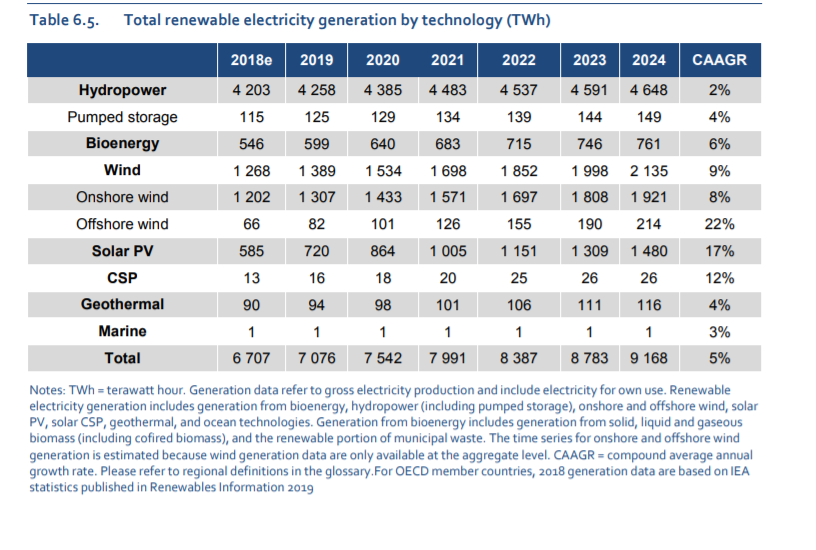 Table 6.5. Total renewable electricity generation by technology (TWh)
2018e 2019 2020 2021 2022 2023 2024 CAAGR
Hydropower 4 203 4 258 4 385 4 483 4 537 4 591 4 648 2%
Pumped storage 115 125 129 134 139 144 149 4%
Bioenergy 546 599 640 683 715 746 761 6%
Wind 1 268 1 389 1 534 1 698 1 852 1 998 2 135 9%
Onshore wind 1 202 1 307 1 433 1 571 1 697 1 808 1 921 8%
Offshore wind 66 82 101 126 155 190 214 22%
Solar PV 585 720 864 1 005 1 151 1 309 1 480 17%
CSP 13 16 18 20 25 26 26 12%
Geothermal 90 94 98 101 106 111 116 4%
Marine 1 1 1 1 1 1 1 3%
Total 6 707 7 076 7 542 7 991 8 387 8 783 9 168 5%
Notes: TWh = terawatt hour. Generation data refer to gross electricity production and include electricity for own use. Renewable
electricity generation includes generation from bioenergy, hydropower (including pumped storage), onshore and offshore wind, solar
PV, solar CSP, geothermal, and ocean technologies. Generation from bioenergy includes generation from solid, liquid and gaseous
biomass (including cofired biomass), and the renewable portion of municipal waste. The time series for onshore and offshore wind
generation is estimated because wind generation data are only available at the aggregate level. CAAGR = compound average annual
growth rate. Please refer to regional definitions in the glossary.For OECD member countries, 2018 generation data are based on IEA
statistics published in Renewables Information 2019